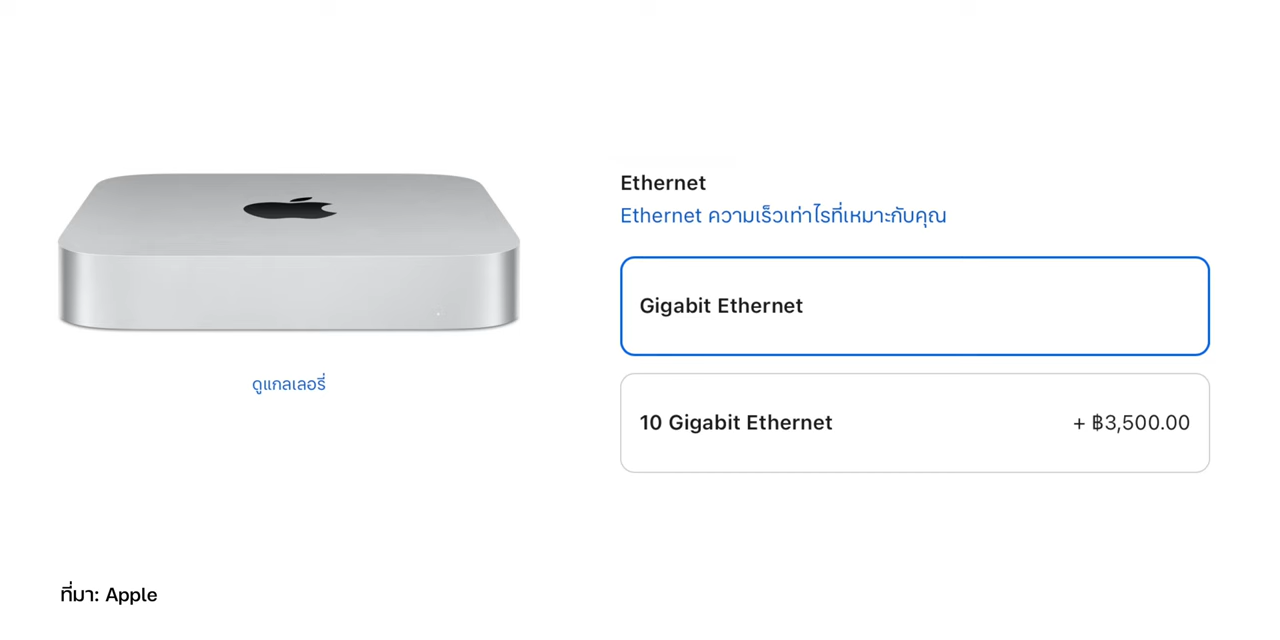 Ethernet
Ethernet ความเร็วเท่าไรที่เหมาะกับคุณ
Gigabit Ethernet
10 Gigabit Ethernet + ฿3,500.00
ดูแกลเลอรี่
ที่มา: Apple